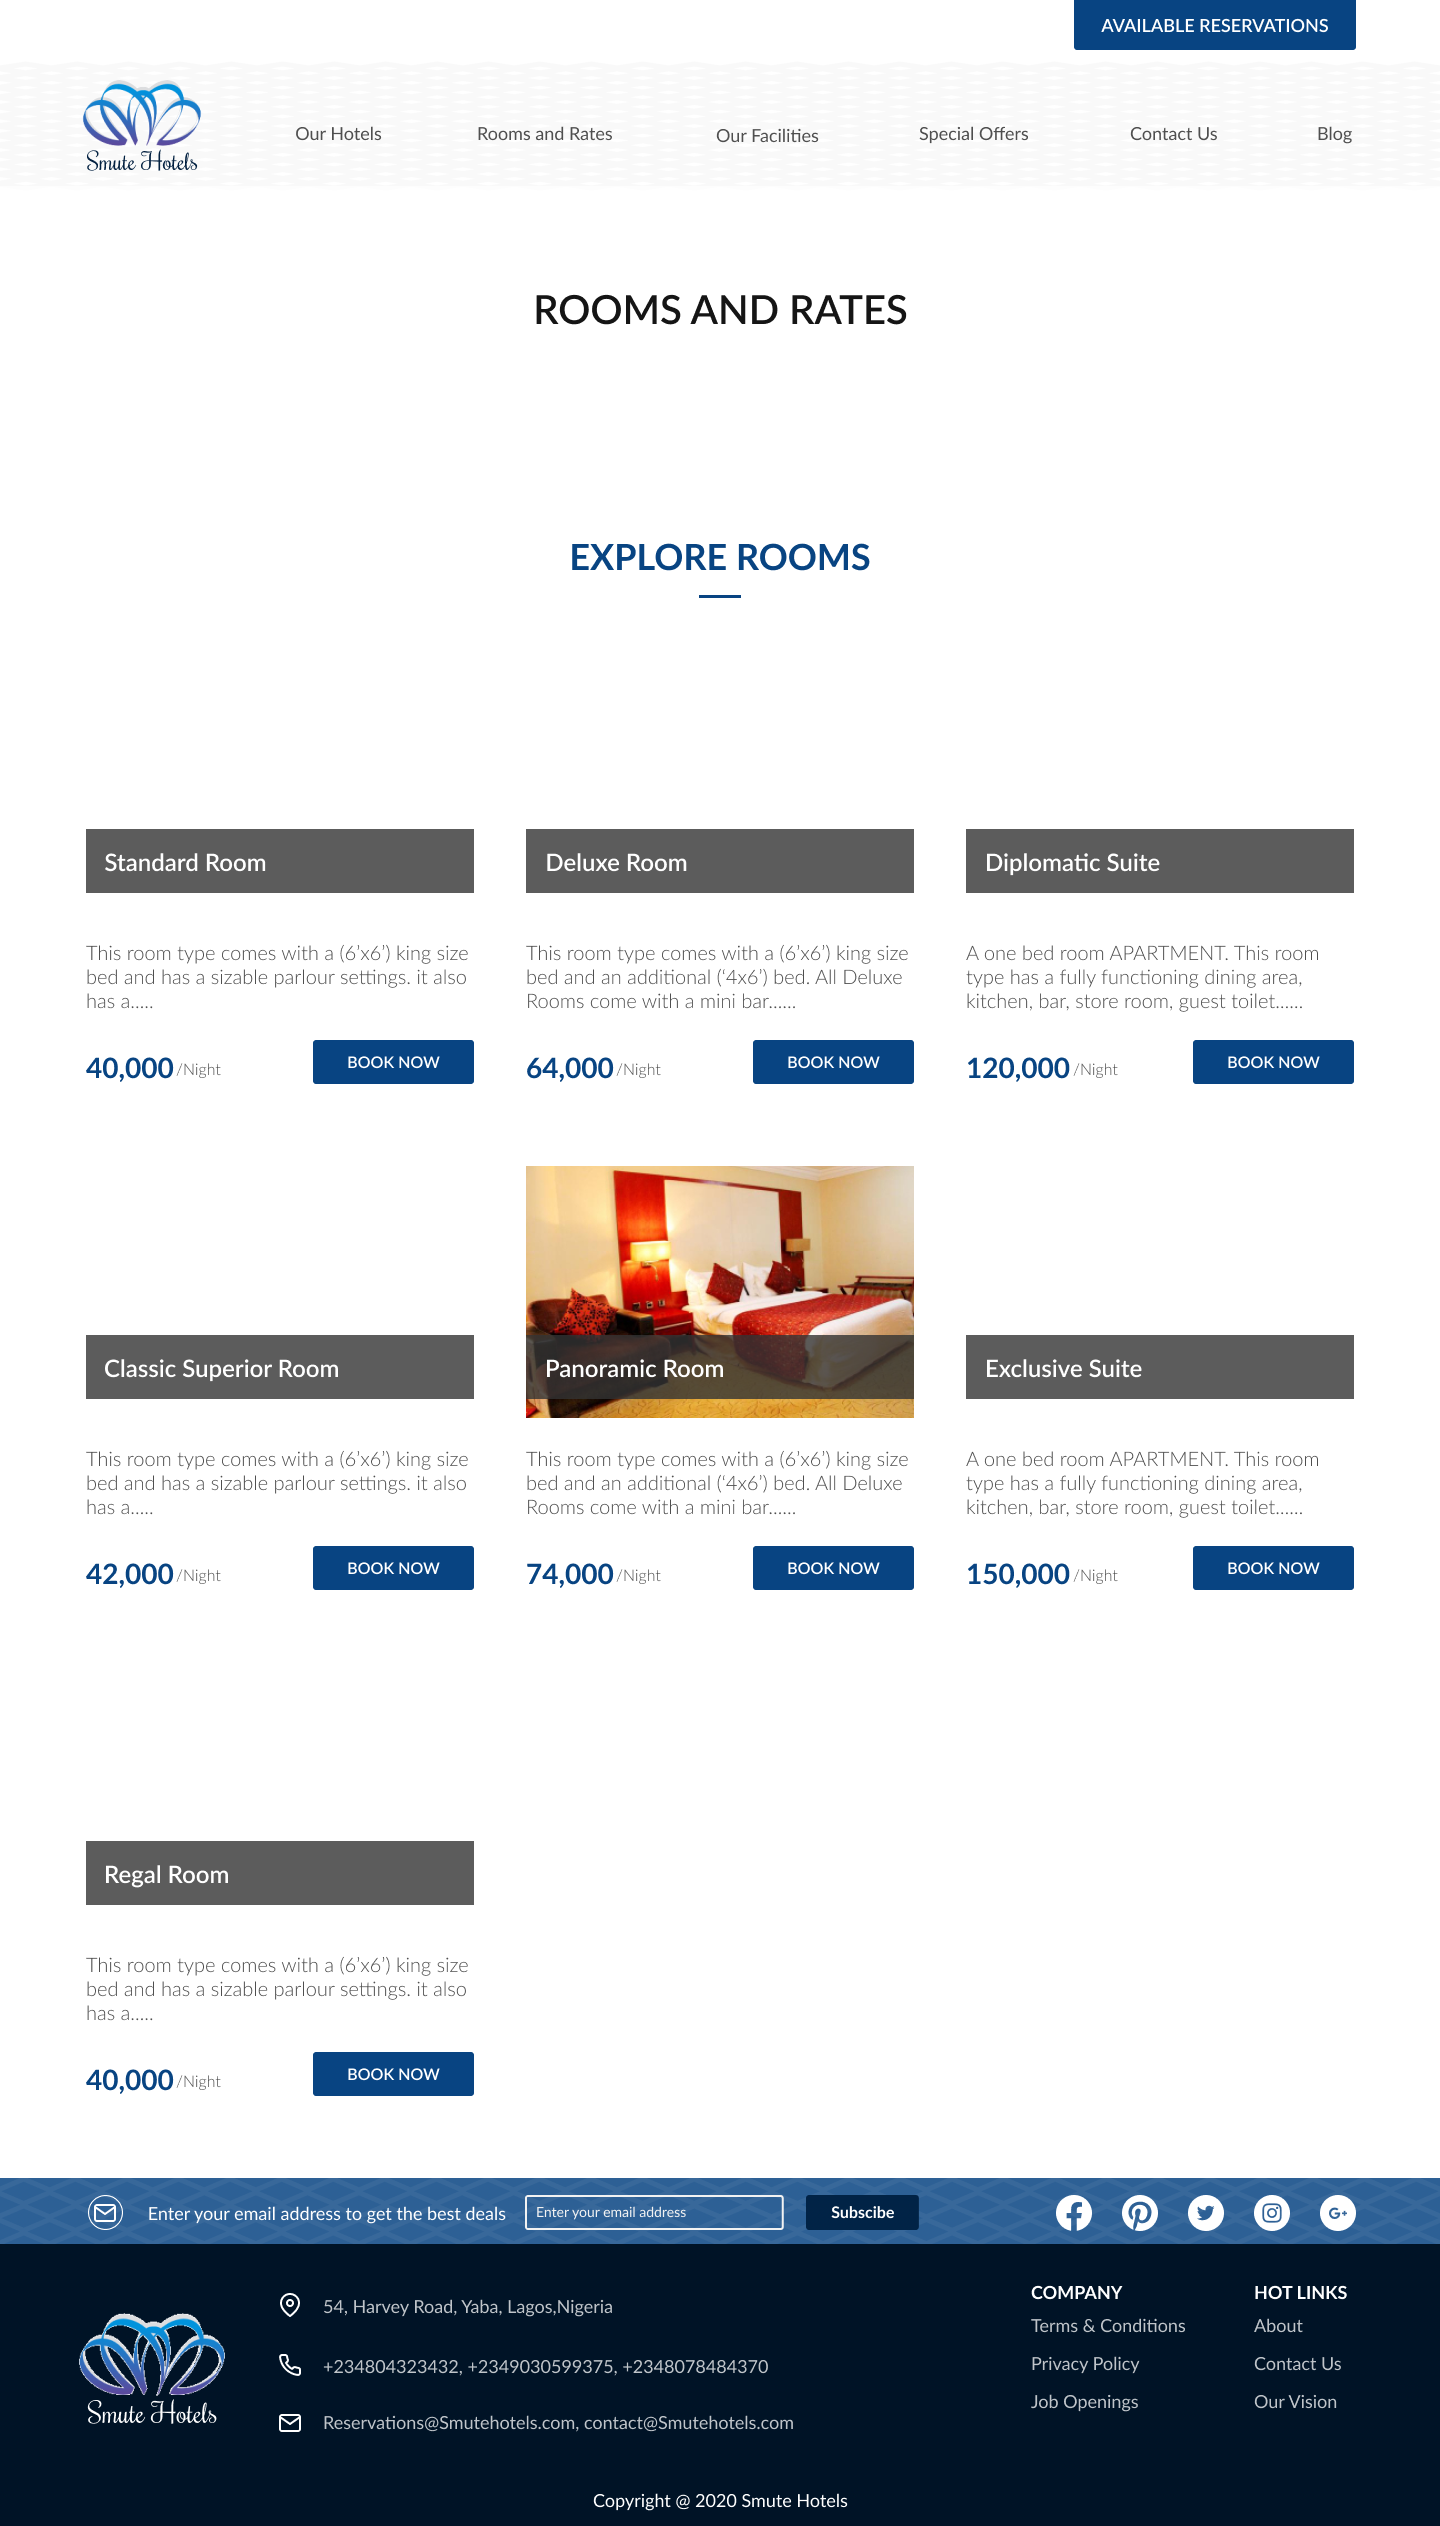 AVAILABLE RESERVATIONS
Smute Hotels
Our Hotels
Rooms and Rates
Our Facilities
Special Offers
Contact Us
Blog
ROOMS AND RATES
EXPLORE ROOMS
Standard Room
This room type comes with a (6’x6’) king size
bed and has a sizable parlour settings. it also
has a.....
40,000 /Night
BOOK NOW
Deluxe Room
This room type comes with a (6’x6’) king size
bed and an additional (‘4x6’) bed. All Deluxe
Rooms come with a mini bar......
64,000 /Night
BOOK NOW
Diplomatic Suite
A one bed room APARTMENT. This room
type has a fully functioning dining area,
kitchen, bar, store room, guest toilet......
120,000 /Night
BOOK NOW
Classic Superior Room
This room type comes with a (6’x6’) king size
bed and has a sizable parlour settings. it also
has a.....
42,000 /Night
BOOK NOW
Panoramic Room
This room type comes with a (6’x6’) king size
bed and an additional (‘4x6’) bed. All Deluxe
Rooms come with a mini bar......
74,000 /Night
BOOK NOW
Exclusive Suite
A one bed room APARTMENT. This room
type has a fully functioning dining area,
kitchen, bar, store room, guest toilet......
150,000 /Night
BOOK NOW
Regal Room
This room type comes with a (6’x6’) king size
bed and has a sizable parlour settings. it also
has a.....
40,000 /Night
BOOK NOW
Enter your email address to get the best deals
Enter your email address
Subscibe
G+
Smute Hotels
54, Harvey Road, Yaba, Lagos,Nigeria
+234804323432, +2349030599375, +2348078484370
Reservations@Smutehotels.com, contact@Smutehotels.com
COMPANY
Terms & Conditions
Privacy Policy
Job Openings
HOT LINKS
About
Contact Us
Our Vision
Copyright @ 2020 Smute Hotels